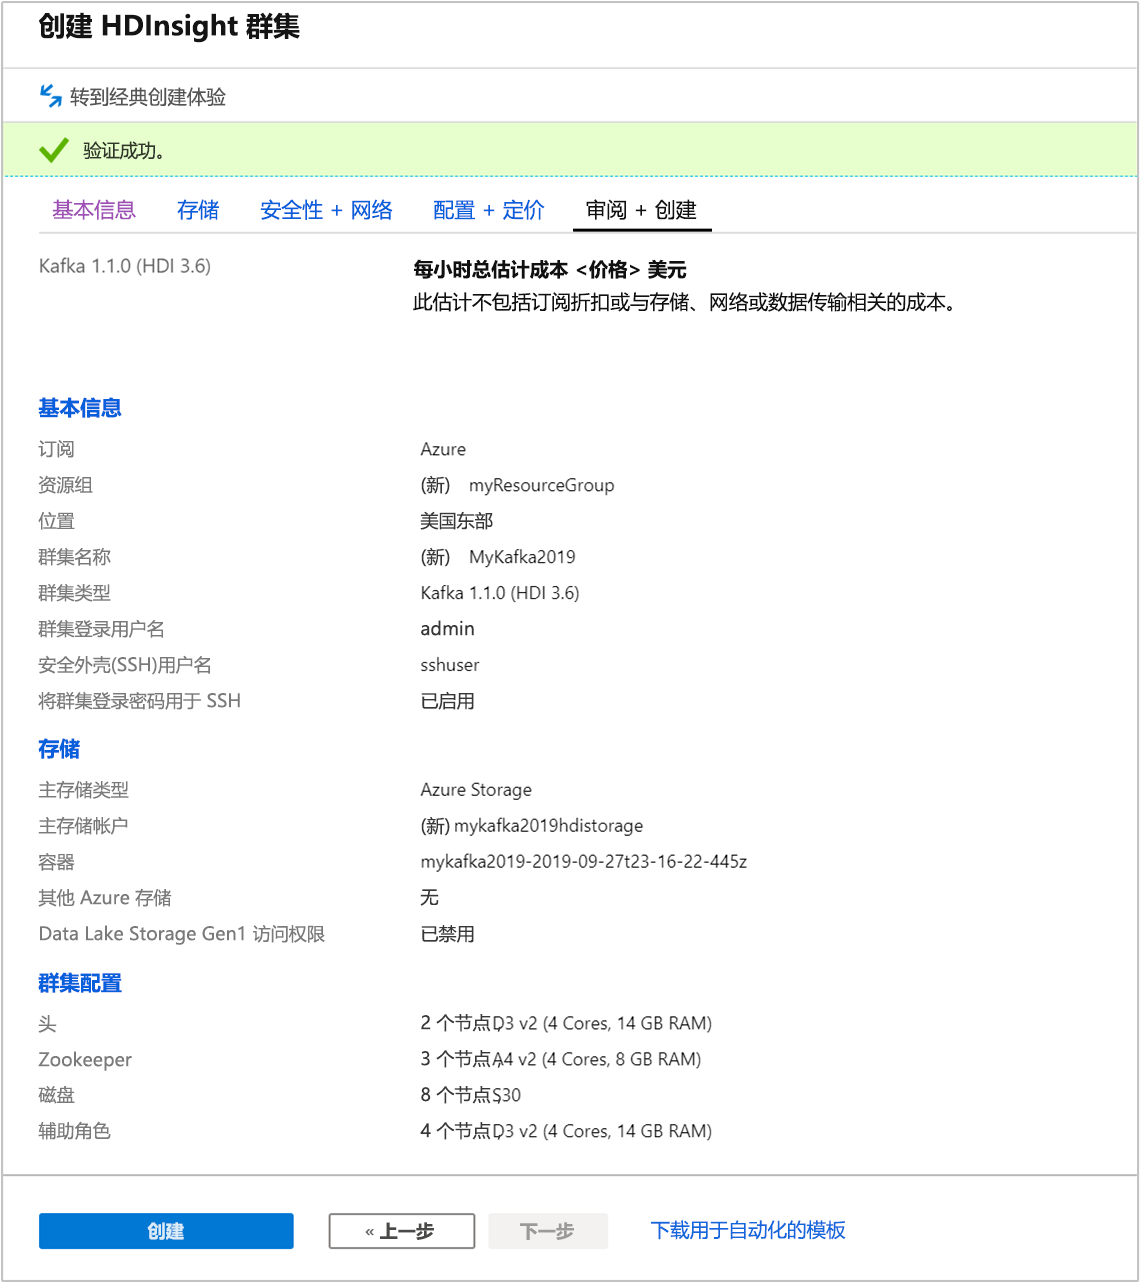 创建 HDInsight 群集
转到经典创建体验
验证成功。
基本信息 存储 安全性 + 网络 配置 + 定价 审阅 + 创建
Kafka 1.1.0 (HDI 3.6) 每小时总估计成本 <价格> 美元
此估计不包括订阅折扣或与存储、网络或数据传输相关的成本。
基本信息
订阅 Azure
资源组 (新) myResourceGroup
位置 美国东部
群集名称 (新) MyKafka2019
群集类型 Kafka 1.1.0 (HDI 3.6)
群集登录用户名 admin
安全外壳(SSH)用户名 sshuser
将群集登录密码用于 SSH 已启用
存储
主存储类型 Azure Storage
主存储帐户 (新) mykafka2019hdistorage
容器 mykafka2019-2019-09-27t23-16-22-445z
其他 Azure 存储 无
Data Lake Storage Gen1 访问权限 已禁用
群集配置
头 2 个节点D3 v2 (4 Cores, 14 GB RAM)
Zookeeper 3 个节点A4 v2 (4 Cores, 8 GB RAM)
磁盘 8 个节点S30
辅助角色 4 个节点D3 v2 (4 Cores, 14 GB RAM)
创建 « 上一步 下一步 下载用于自动化的模板